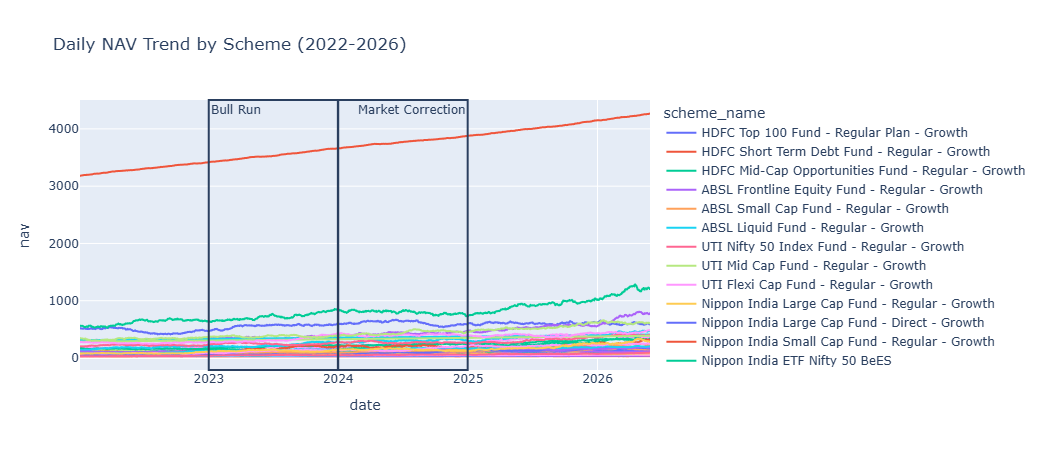 Daily NAV Trend by Scheme (2022-2026)
Bull Run
Market Correction
4000
3000
2000
1000
0
nav
2023
2024
2025
2026
date
scheme_name
HDFC Top 100 Fund - Regular Plan - Growth
HDFC Short Term Debt Fund - Regular - Growth
HDFC Mid-Cap Opportunities Fund - Regular - Growth
ABSL Frontline Equity Fund - Regular - Growth
ABSL Small Cap Fund - Regular - Growth
ABSL Liquid Fund - Regular - Growth
UTI Nifty 50 Index Fund - Regular - Growth
UTI Mid Cap Fund - Regular - Growth
UTI Flexi Cap Fund - Regular - Growth
Nippon India Large Cap Fund - Regular - Growth
Nippon India Large Cap Fund - Direct - Growth
Nippon India Small Cap Fund - Regular - Growth
Nippon India ETF Nifty 50 BeES